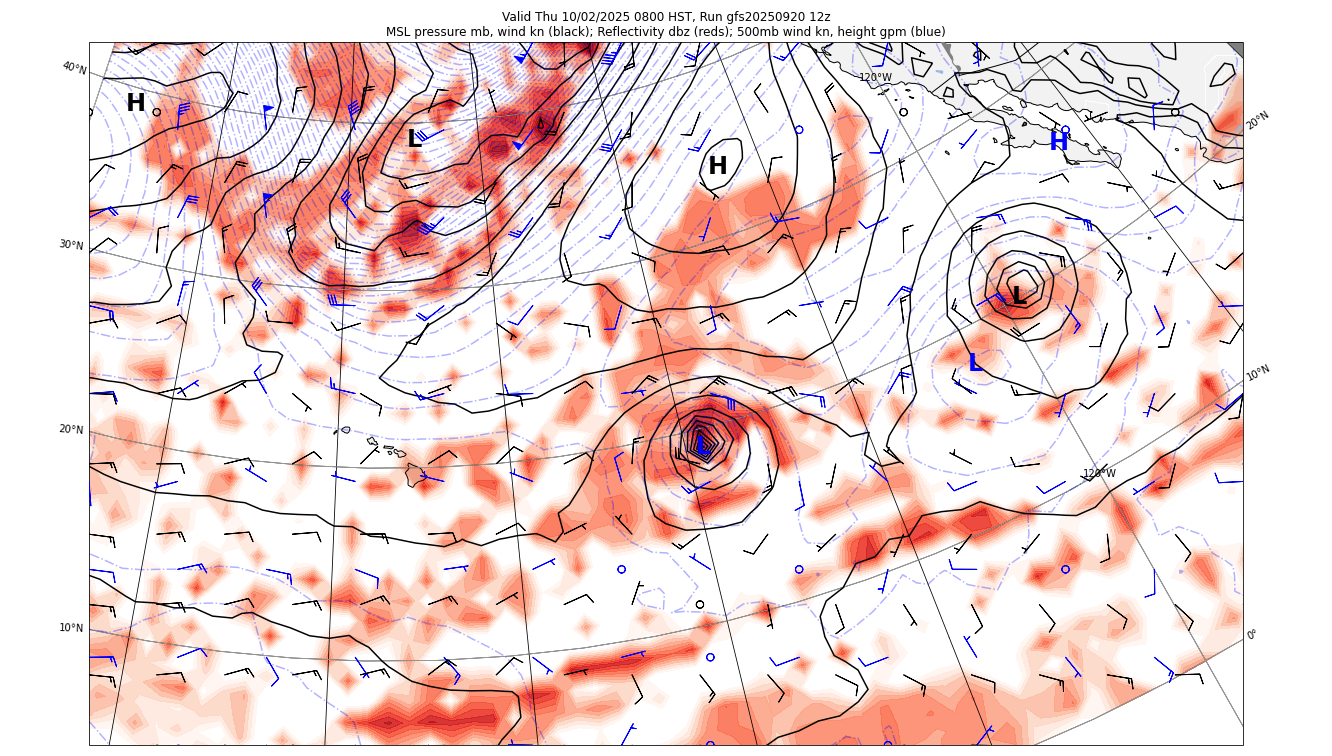 Valid Thu 10/02/2025 0800 HST, Run gfs20250920 12z
MSL pressure mb, wind kn (black); Reflectivity dbz (reds); 500mb wind kn, height gpm (blue)
40°N
120°W
H
20°N
L
H
H
30°N
L
L
10°N
20°N
L
120°W
10°N
0°